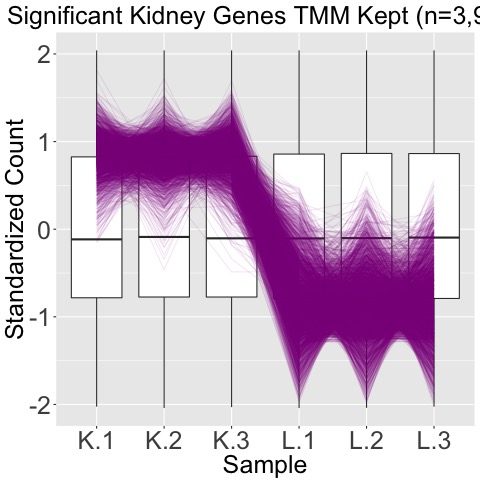 Significant Kidney Genes TMM Kept (n=3,9
Standardized Count
2
1
0
-1
-2
K.1 K.2 K.3 L.1 L.2 L.3
Sample